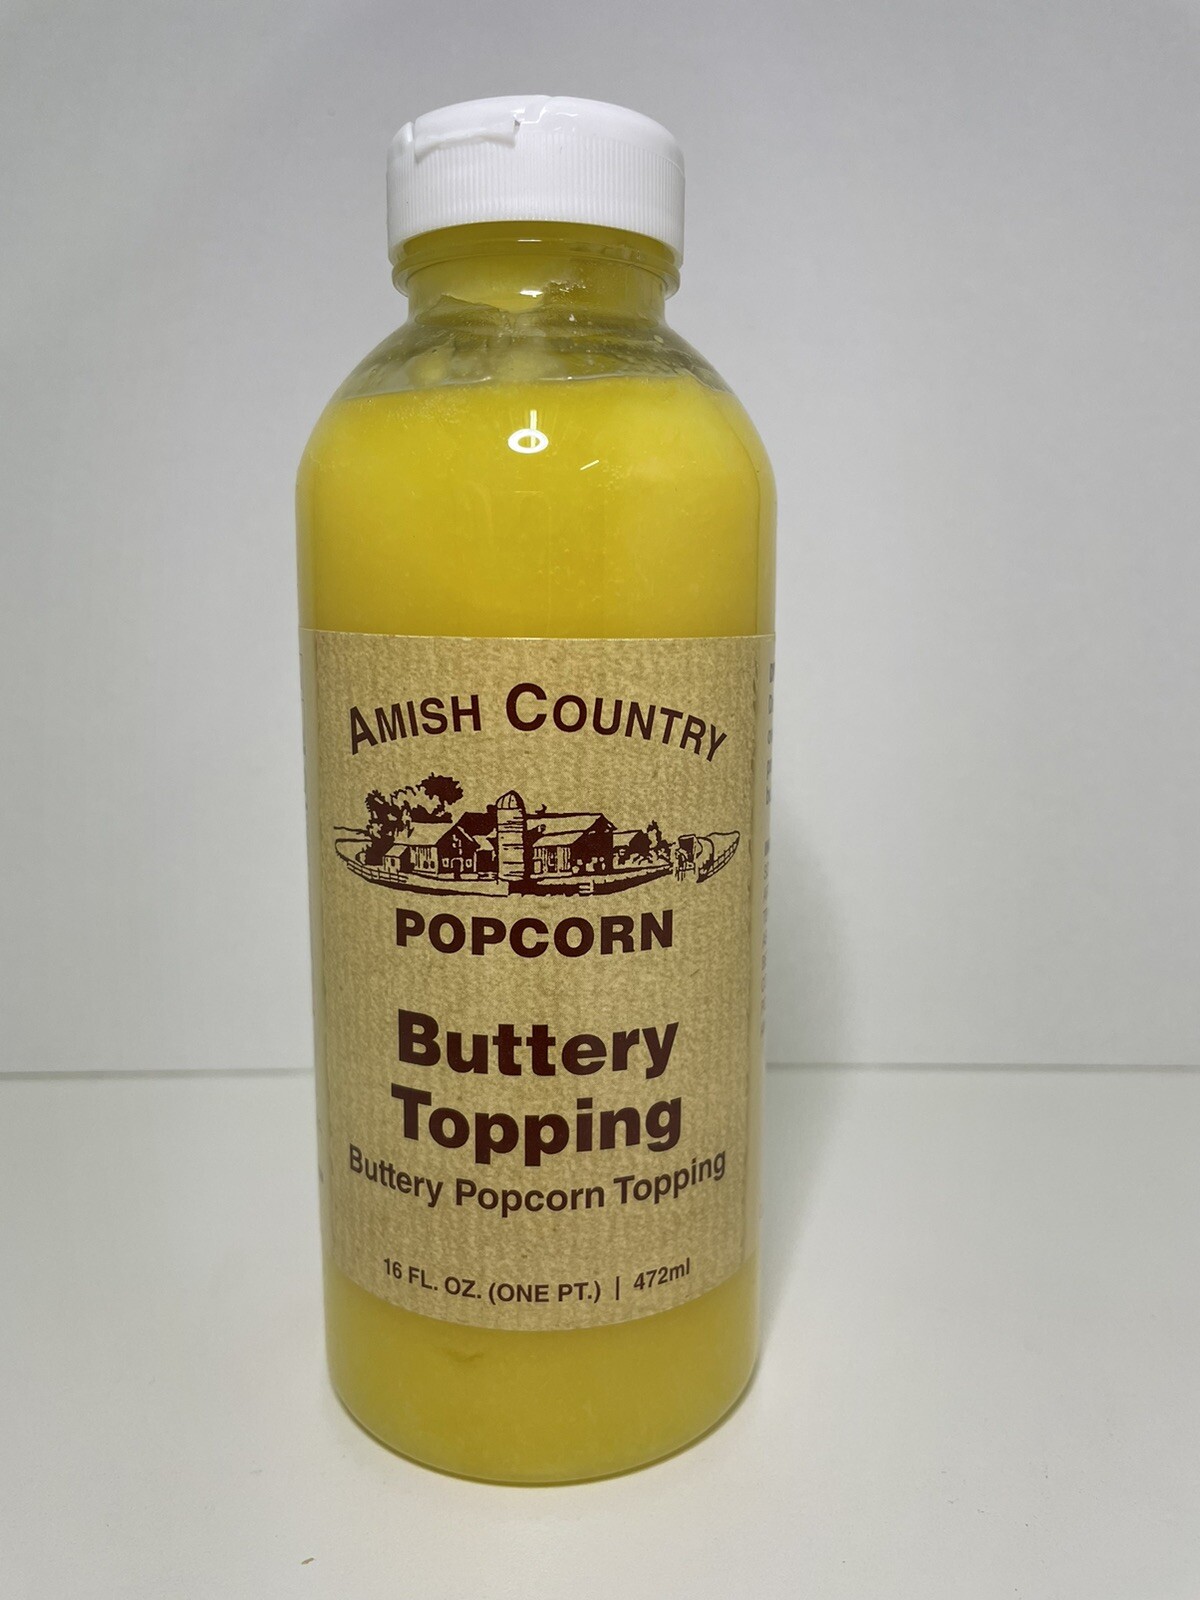 AMISH COUNTRY
POPCORN
Buttery
Topping
Buttery Popcorn Topping
16 FL. OZ. (ONE PT.) | 472ml